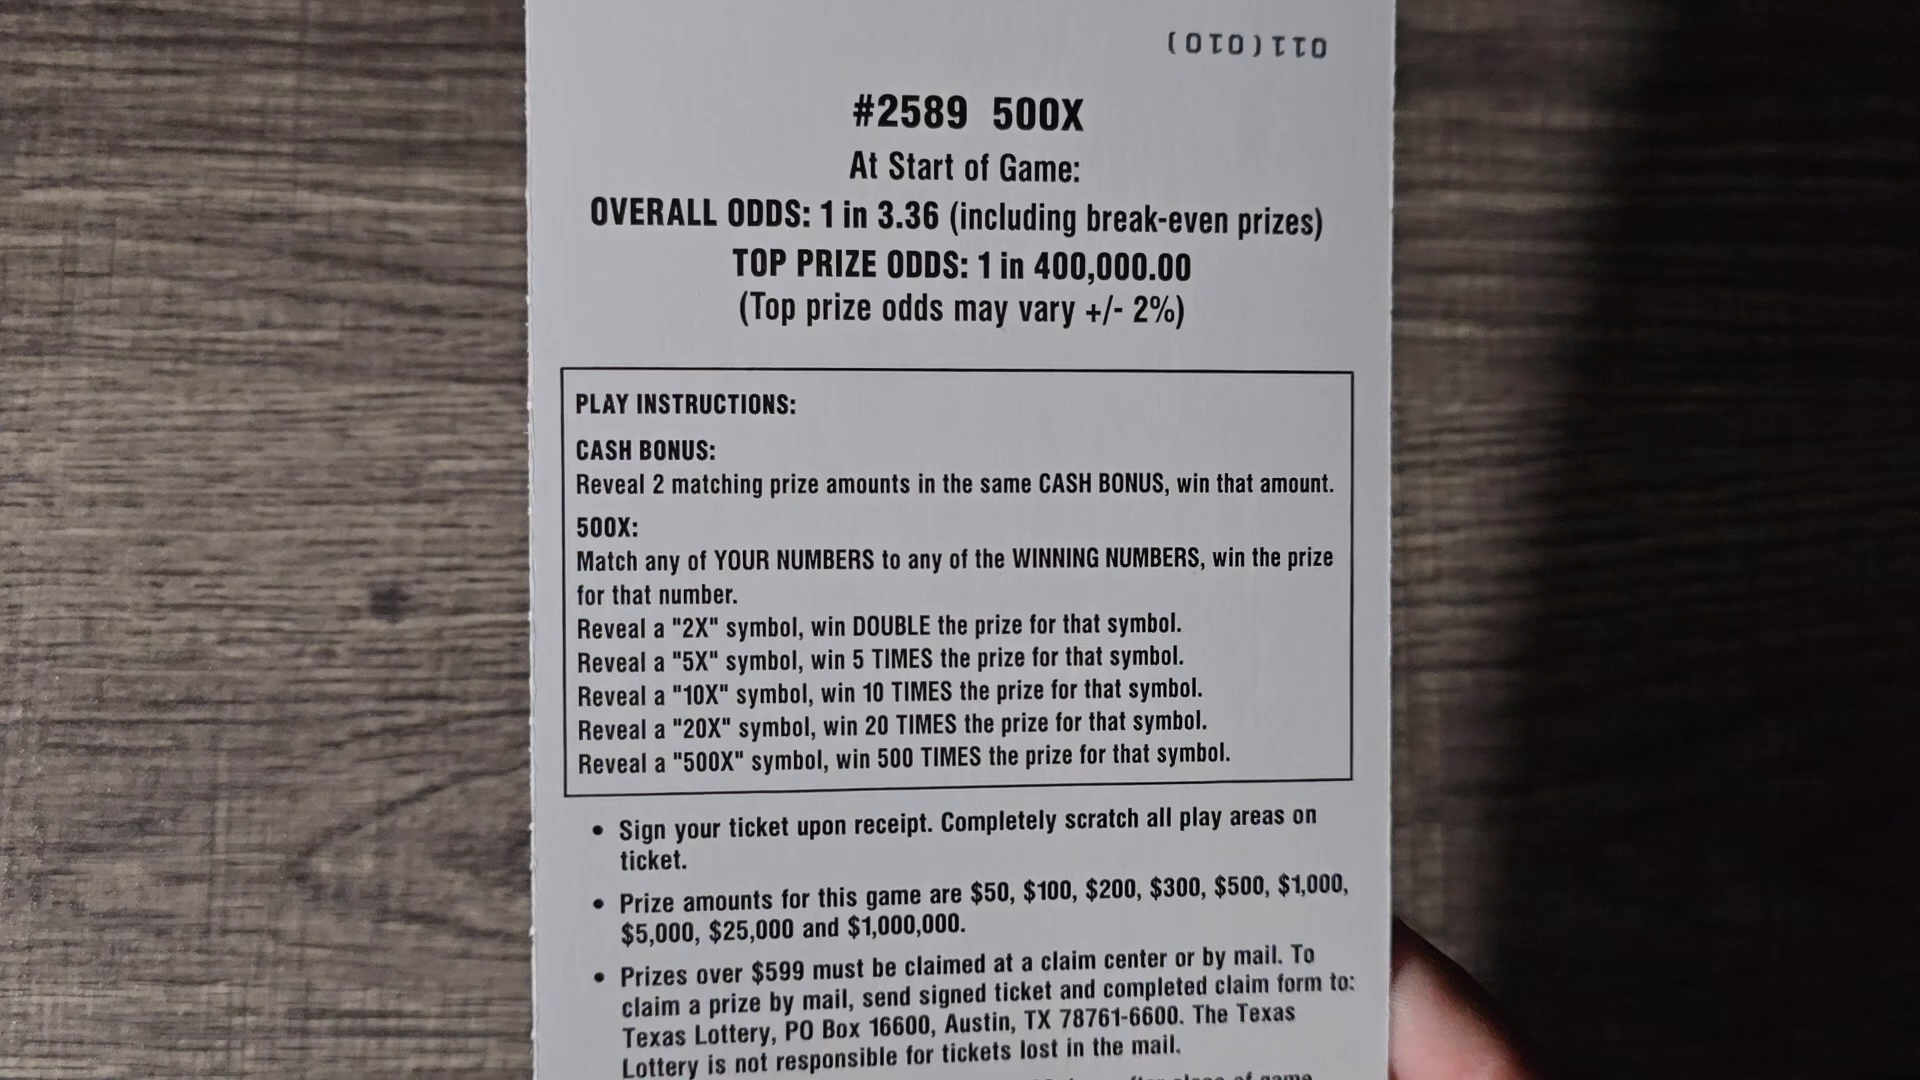 011(010)
#2589 500X
At Start of Game:
OVERALL ODDS: 1 in 3.36 (including break-even prizes)
TOP PRIZE ODDS: 1 in 400,000.00
(Top prize odds may vary +/- 2%)
PLAY INSTRUCTIONS:
CASH BONUS:
Reveal 2 matching prize amounts in the same CASH BONUS, win that amount.
500X:
Match any of YOUR NUMBERS to any of the WINNING NUMBERS, win the prize
for that number.
Reveal a "2X" symbol, win DOUBLE the prize for that symbol.
Reveal a "5X" symbol, win 5 TIMES the prize for that symbol.
Reveal a "10X" symbol, win 10 TIMES the prize for that symbol.
Reveal a "20X" symbol, win 20 TIMES the prize for that symbol.
Reveal a "500X" symbol, win 500 TIMES the prize for that symbol.
• Sign your ticket upon receipt. Completely scratch all play areas on
ticket.
• Prize amounts for this game are $50, $100, $200, $300, $500, $1,000,
$5,000, $25,000 and $1,000,000.
• Prizes over $599 must be claimed at a claim center or by mail. To
claim a prize by mail, send signed ticket and completed claim form to:
Texas Lottery, PO Box 16600, Austin, TX 78761-6600. The Texas
Lottery is not responsible for tickets lost in the mail.
after close of game